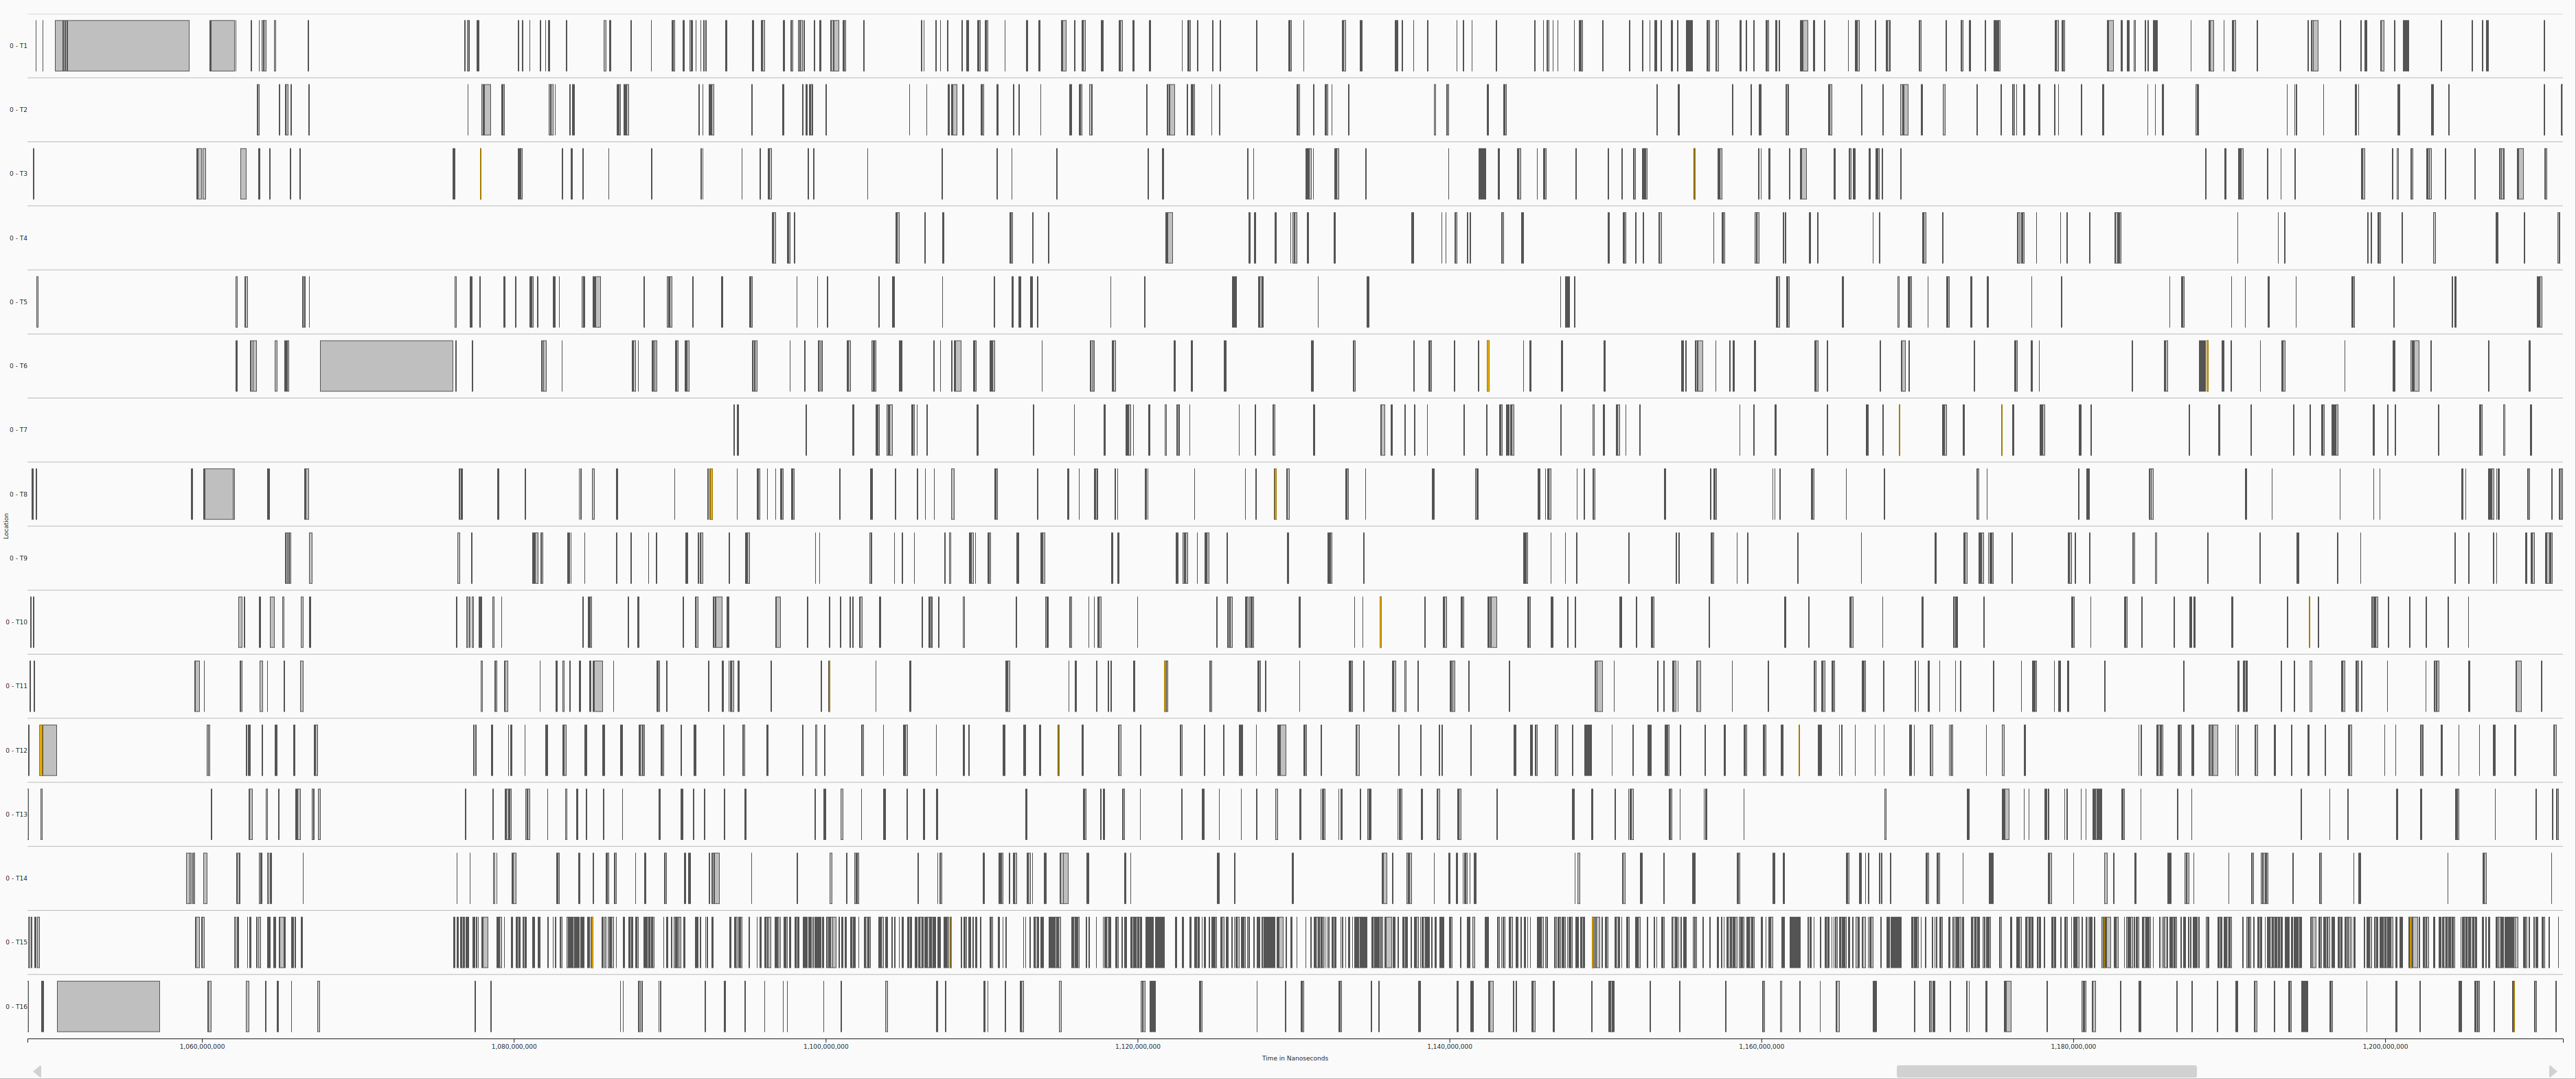 0 - T1
0 - T2
0 - T3
0 - T4
0 - T5
0 - T6
0 - T7
0 - T8
Location
0 - T9
0 - T10
0 - T11
0 - T12
0 - T13
0 - T14
0 - T15
0 - T16
1,060,000,000 1,080,000,000 1,100,000,000 1,120,000,000 1,140,000,000 1,160,000,000 1,180,000,000 1,200,000,000
Time in Nanoseconds